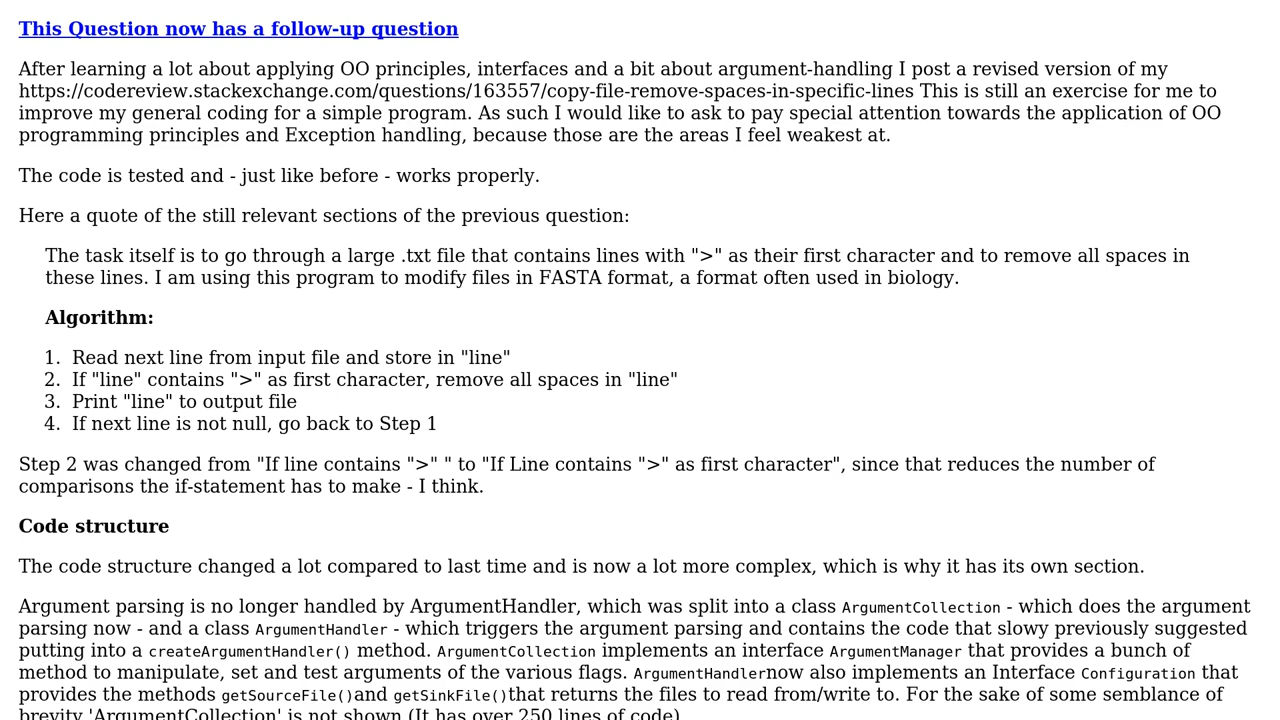 This Question now has a follow-up question
After learning a lot about applying OO principles, interfaces and a bit about argument-handling I post a revised version of my
https://codereview.stackexchange.com/questions/163557/copy-file-remove-spaces-in-specific-lines This is still an exercise for me to
improve my general coding for a simple program. As such I would like to ask to pay special attention towards the application of OO
programming principles and Exception handling, because those are the areas I feel weakest at.
The code is tested and - just like before - works properly.
Here a quote of the still relevant sections of the previous question:
The task itself is to go through a large .txt file that contains lines with ">" as their first character and to remove all spaces in
these lines. I am using this program to modify files in FASTA format, a format often used in biology.
Algorithm:
1. Read next line from input file and store in "line"
2. If "line" contains ">" as first character, remove all spaces in "line"
3. Print "line" to output file
4. If next line is not null, go back to Step 1
Step 2 was changed from "If line contains ">" " to "If Line contains ">" as first character", since that reduces the number of
comparisons the if-statement has to make - I think.
Code structure
The code structure changed a lot compared to last time and is now a lot more complex, which is why it has its own section.
Argument parsing is no longer handled by ArgumentHandler, which was split into a class ArgumentCollection - which does the argument
parsing now - and a class ArgumentHandler - which triggers the argument parsing and contains the code that slowy previously suggested
putting into a createArgumentHandler() method. ArgumentCollection implements an interface ArgumentManager that provides a bunch of
method to manipulate, set and test arguments of the various flags. ArgumentHandlernow also implements an Interface Configuration that
provides the methods getSourceFile()and getSinkFile()that returns the files to read from/write to. For the sake of some semblance of
brevity 'ArgumentCollection' is not shown (It has over 250 lines of code)